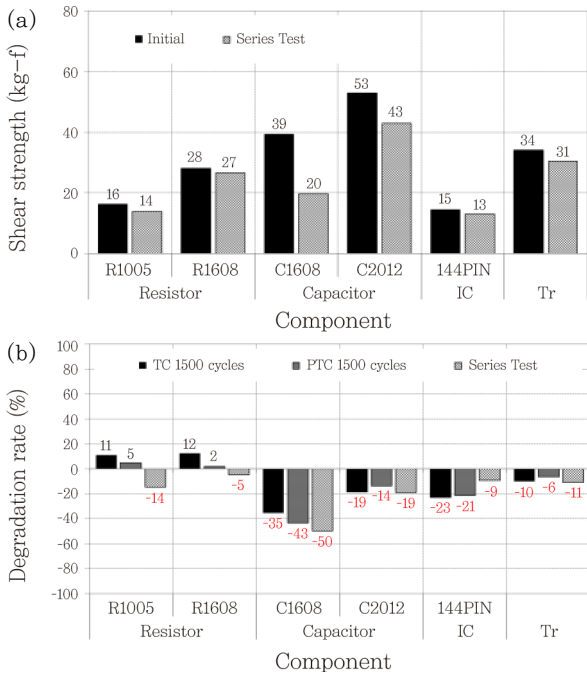 (a)
Shear strength (kg-f)
80
60
40
20
0
Initial
Series Test
16
14
28
27
39
20
53
43
15
13
34
31
R1005
R1608
C1608
C2012
144PIN
Resistor
Capacitor
IC
Tr
Component
(b)
Degradation rate (%)
100
80
60
40
20
0
-20
-40
-60
-80
-100
TC 1500 cycles
PTC 1500 cycles
Series Test
11
5
-14
12
2
-5
-35
-43
-50
-19
-14
-19
-23
-21
-9
-10
-6
-11
R1005
R1608
C1608
C2012
144PIN
Resistor
Capacitor
IC
Tr
Component